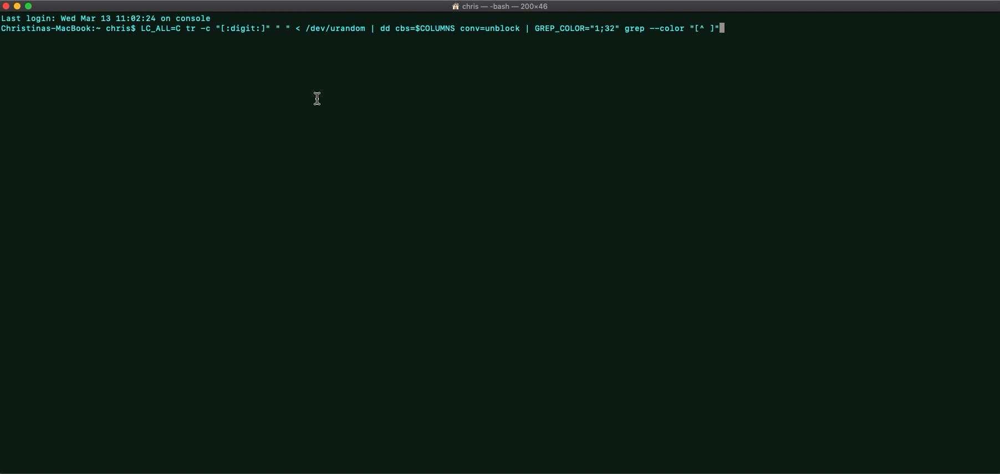 chris — -bash — 200×46
Last login: Wed Mar 13 11:02:24 on console
Christinas-MacBook:~ chris$ LC_ALL=C tr -c "[:digit:]" " " < /dev/urandom | dd cbs=$COLUMNS conv=unblock | GREP_COLOR="1;32" grep --color "[^ ]"